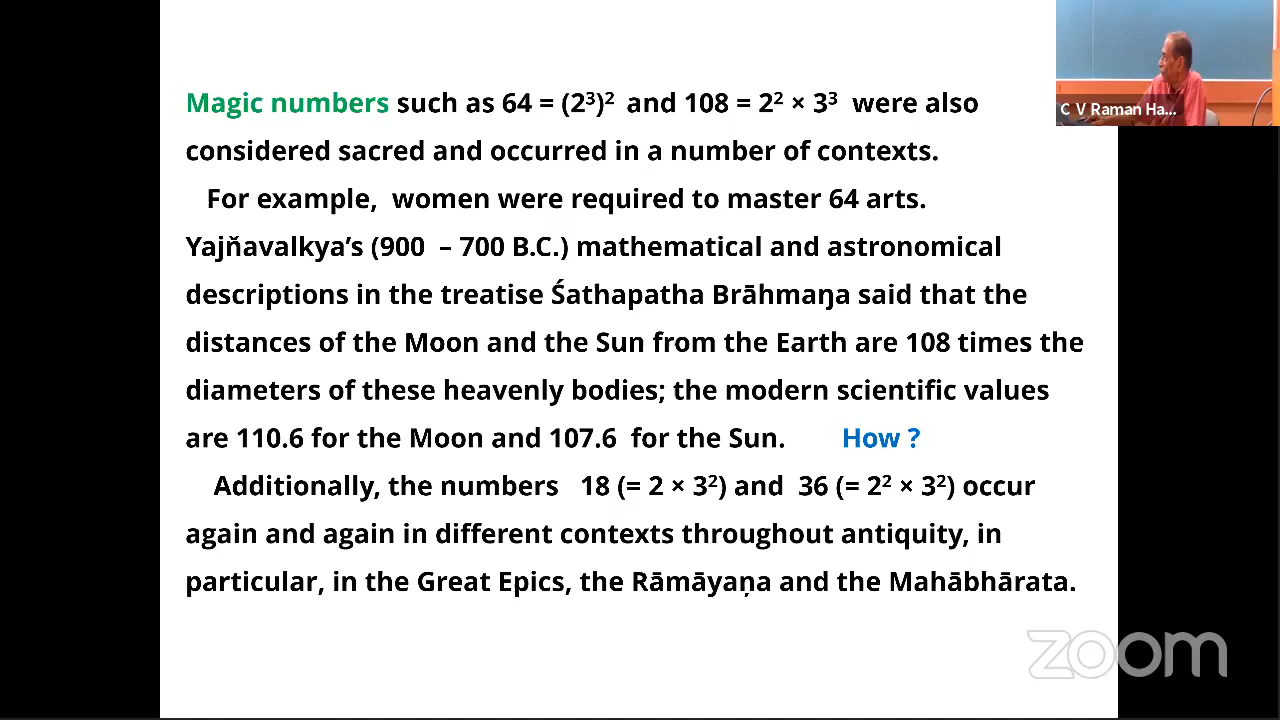 Magic numbers such as 64 = (2³)² and 108 = 2² × 3³ were also
considered sacred and occurred in a number of contexts.
For example, women were required to master 64 arts.
Yajňavalkya’s (900 – 700 B.C.) mathematical and astronomical
descriptions in the treatise Śathapatha Brāhmaŋa said that the
distances of the Moon and the Sun from the Earth are 108 times the
diameters of these heavenly bodies; the modern scientific values
are 110.6 for the Moon and 107.6 for the Sun. How ?
Additionally, the numbers 18 (= 2 × 3²) and 36 (= 2² × 3²) occur
again and again in different contexts throughout antiquity, in
particular, in the Great Epics, the Rāmāyaṇa and the Mahābhārata.
C V Raman Ha...
zoom